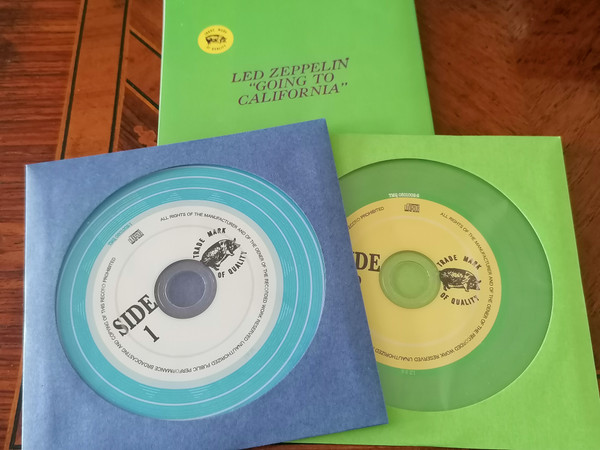 LED ZEPPELIN
"GOING TO
CALIFORNIA"
ALL RIGHTS OF THE MANUFACTURER AND OF THE OWNER OF THE RECORDED WORK RESERVED UNAUTHORIZED PUBLIC PERFORMANCE BROADCASTING AND COPYING OF THIS RECORD PROHIBITED
TRADE MARK
OF QUALITY
SIDE
1
TRADE MARK
OF QUALITY